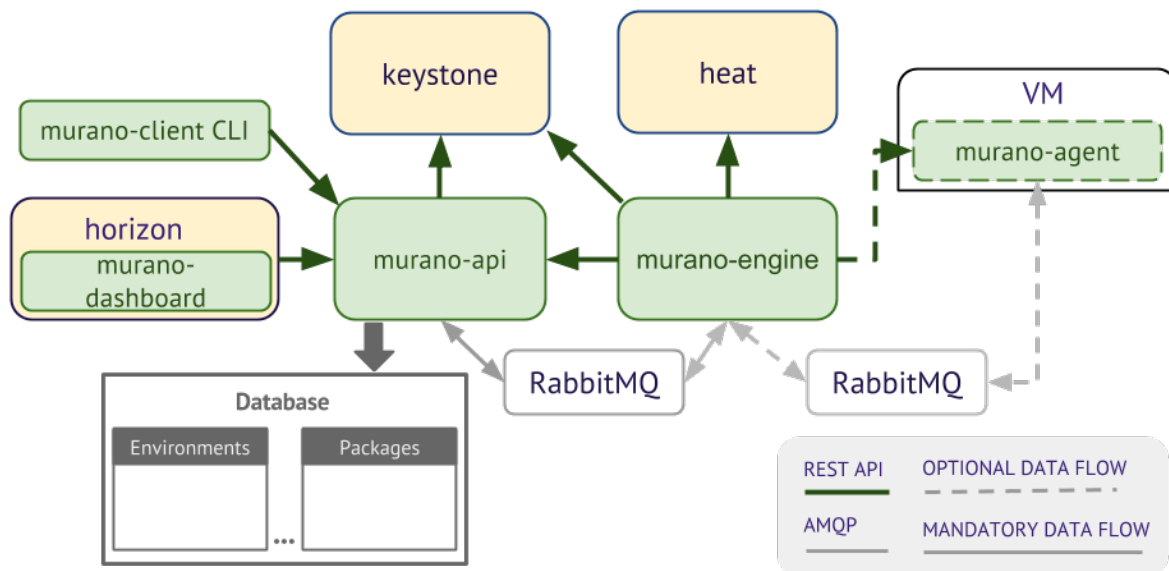 keystone
heat
VM
murano-client CLI
murano-agent
horizon
murano-
dashboard
murano-api
murano-engine
RabbitMQ
RabbitMQ
Database
Environments
Packages
...
REST API
OPTIONAL DATA FLOW
AMQP
MANDATORY DATA FLOW